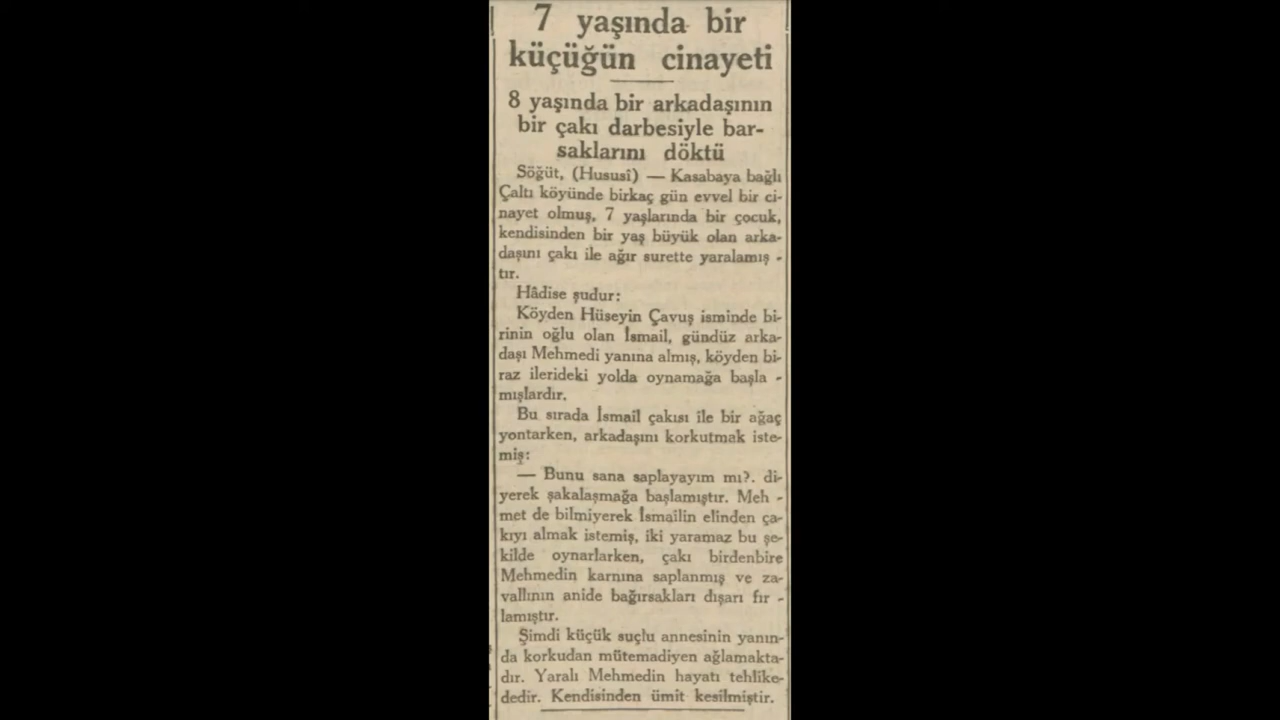 7 yaşında bir
küçüğün cinayeti
8 yaşında bir arkadaşının
bir çakı darbesiyle bar-
saklarını döktü
Söğüt, (Hususî) — Kasabaya bağlı
Çaltı köyünde birkaç gün evvel bir ci-
nayet olmuş, 7 yaşlarında bir çocuk,
kendisinden bir yaş büyük olan arka-
daşını çakı ile ağır surette yaralamış -
tır.
Hâdise şudur:
Köyden Hüseyin Çavuş isminde bi-
rinin oğlu olan İsmail, gündüz arka-
daşı Mehmedi yanına almış, köyden bi-
raz ilerideki yolda oynamağa başla -
mışlardır.
Bu sırada İsmail çakısı ile bir ağaç
yontarken, arkadaşını korkutmak iste-
miş:
— Bunu sana saplayayım mı?. di-
yerek şakalaşmağa başlamıştır. Meh -
met de bilmiyerek İsmailin elinden ça-
kıyı almak istemiş, iki yaramaz bu şe-
kilde oynarlarken, çakı birdenbire
Mehmedin karnına saplanmış ve za-
vallının anide bağırsakları dışarı fır -
lamıştır.
Şimdi küçük suçlu annesinin yanın-
da korkudan mütemadiyen ağlamakta-
dır. Yaralı Mehmedin hayatı tehlike-
dedir. Kendisinden ümit kesilmiştir.